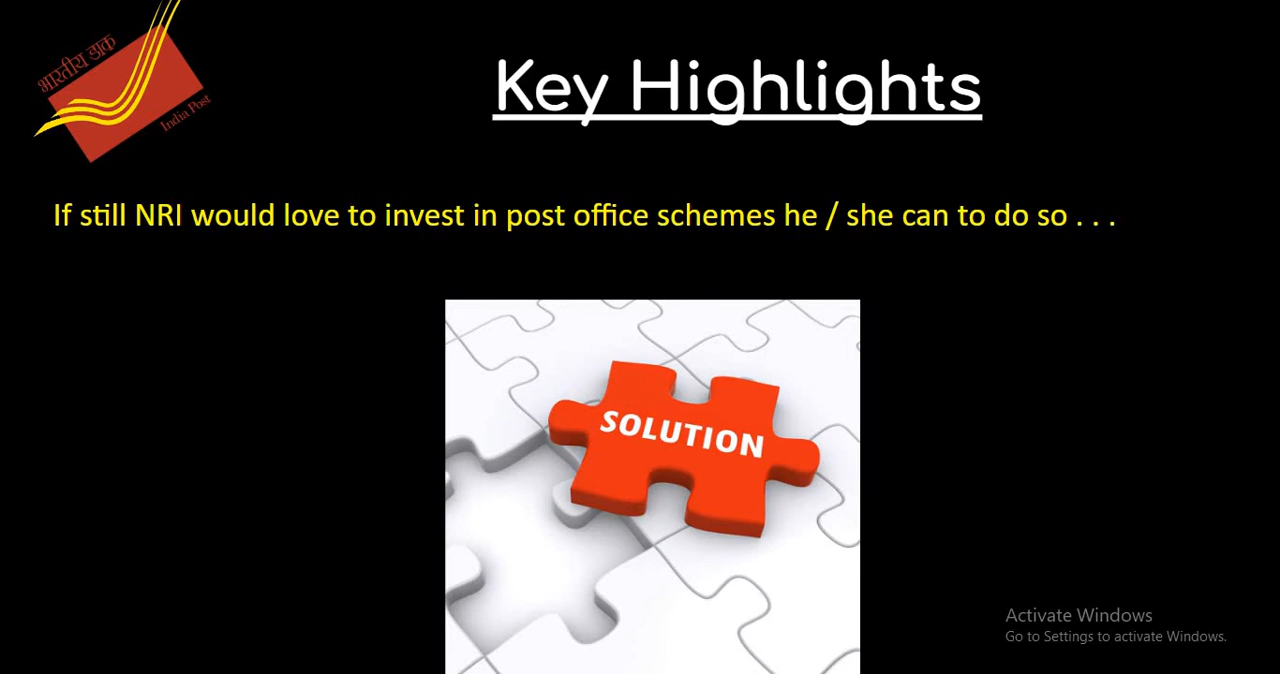 भारतीय डाक
India Post
Key Highlights
If still NRI would love to invest in post office schemes he / she can to do so . . .
SOLUTION
Activate Windows
Go to Settings to activate Windows.